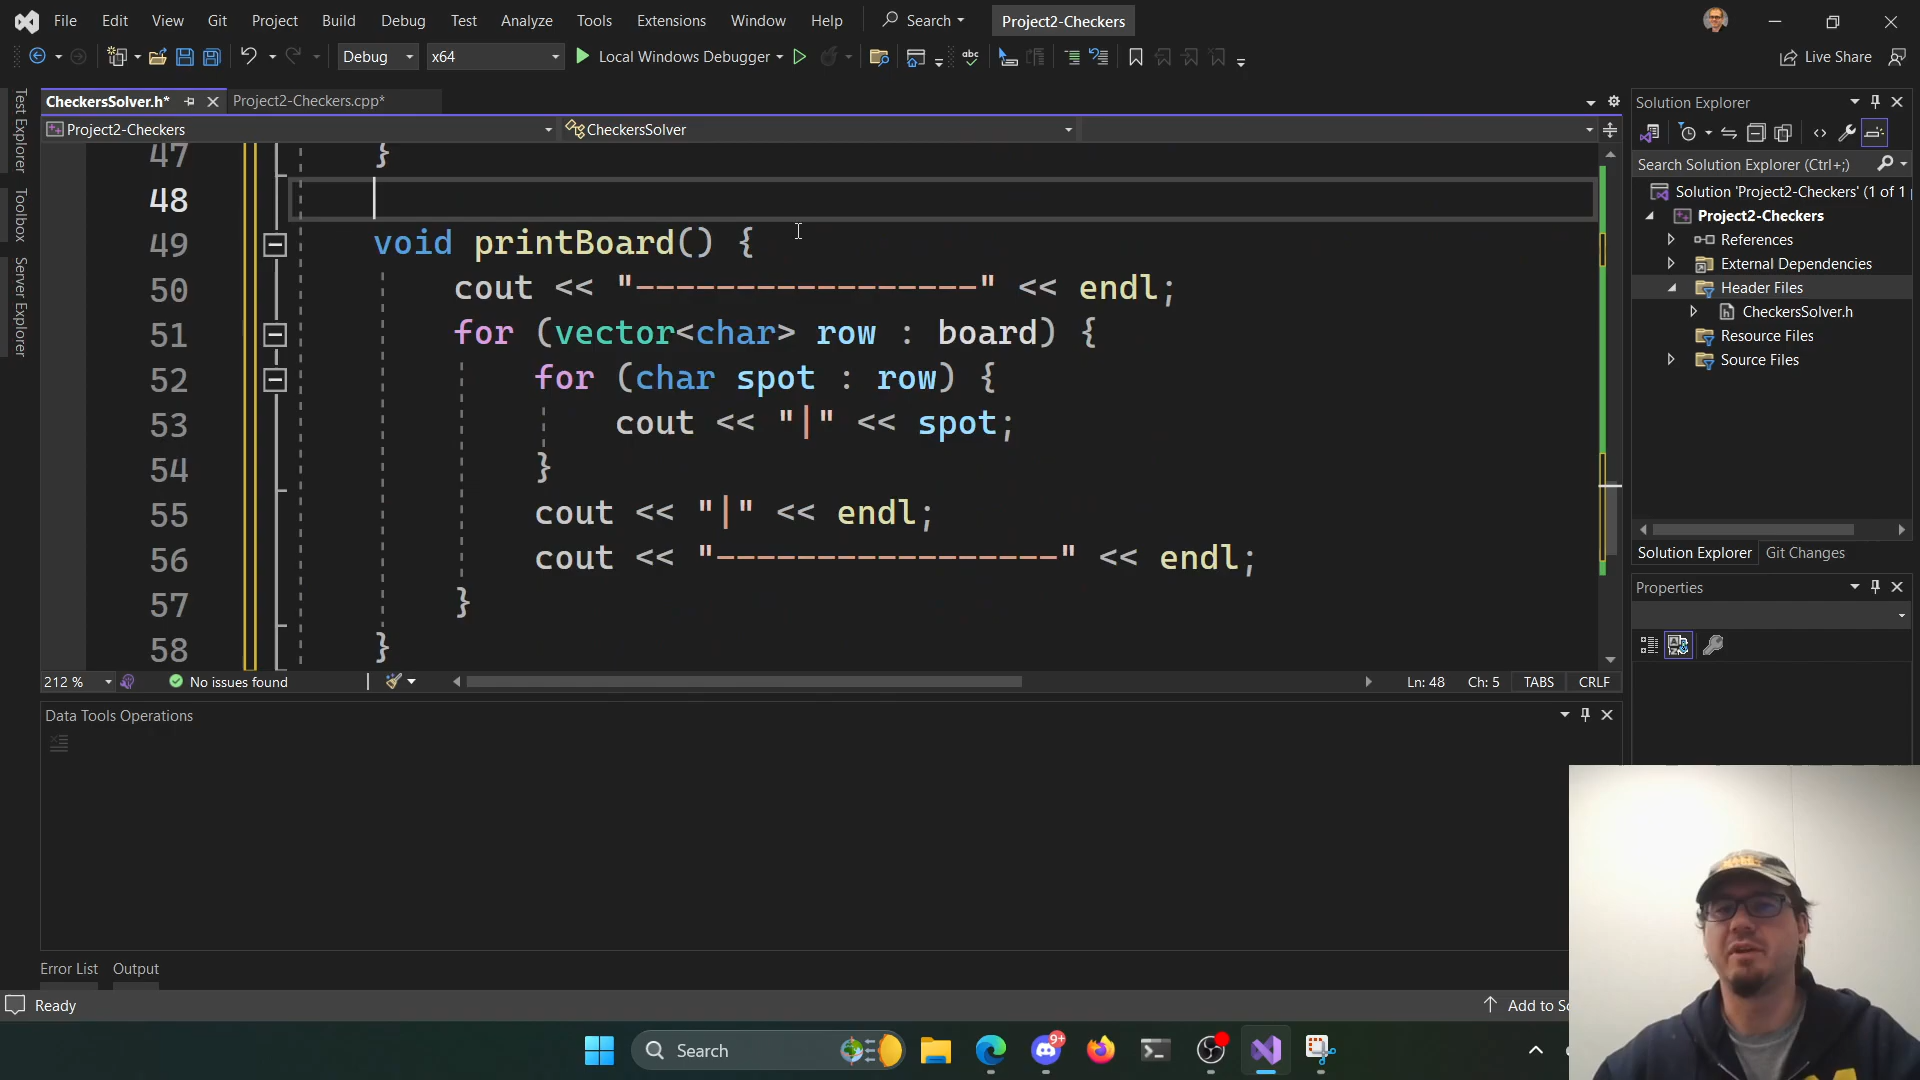 File Edit View Git Project Build Debug Test Analyze Tools Extensions Window Help Search Project2-Checkers
Debug x64 Local Windows Debugger abc Live Share
CheckersSolver.h* Project2-Checkers.cpp*
Project2-Checkers CheckersSolver
Test Explorer
Toolbox
Server Explorer
47 }
48
49 void printBoard() {
50 cout << "-----------------" << endl;
51 for (vector<char> row : board) {
52 for (char spot : row) {
53 cout << "|" << spot;
54 }
55 cout << "|" << endl;
56 cout << "-----------------" << endl;
57 }
58 }
212 % No issues found Ln: 48 Ch: 5 TABS CRLF
Data Tools Operations
Error List Output
Ready Add to So
Solution Explorer
Search Solution Explorer (Ctrl+;)
Solution 'Project2-Checkers' (1 of 1 p
Project2-Checkers
References
External Dependencies
Header Files
CheckersSolver.h
Resource Files
Source Files
Solution Explorer Git Changes
Properties
Search
9+